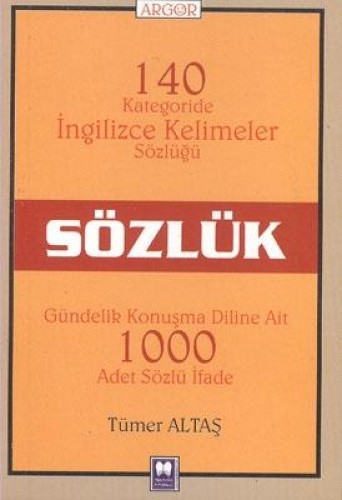 ARGOR
140
Kategoride
İngilizce Kelimeler
Sözlüğü
SÖZLÜK
Gündelik Konuşma Diline Ait
1000
Adet Sözlü İfade
Tümer ALTAŞ